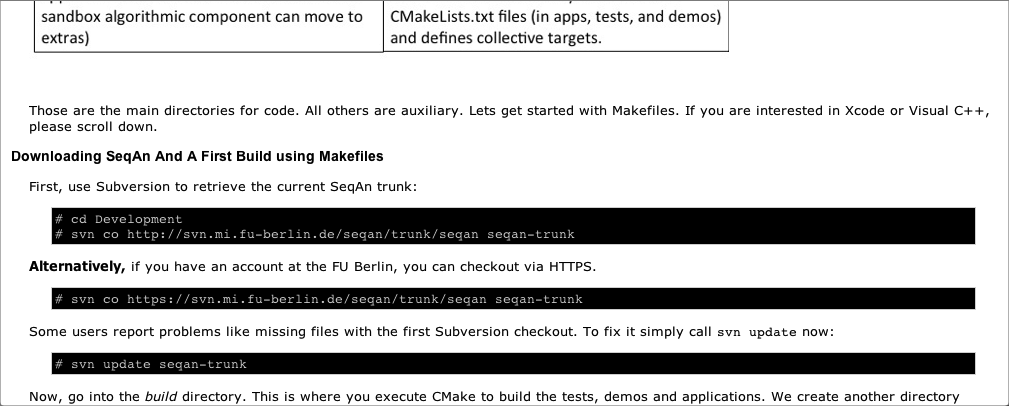 sandbox algorithmic component can move to
extras)
CMakeLists.txt files (in apps, tests, and demos)
and defines collective targets.
Those are the main directories for code. All others are auxiliary. Lets get started with Makefiles. If you are interested in Xcode or Visual C++,
please scroll down.
Downloading SeqAn And A First Build using Makefiles
First, use Subversion to retrieve the current SeqAn trunk:
# cd Development
# svn co http://svn.mi.fu-berlin.de/seqan/trunk/seqan seqan-trunk
Alternatively, if you have an account at the FU Berlin, you can checkout via HTTPS.
# svn co https://svn.mi.fu-berlin.de/seqan/trunk/seqan seqan-trunk
Some users report problems like missing files with the first Subversion checkout. To fix it simply call svn update now:
# svn update seqan-trunk
Now, go into the build directory. This is where you execute CMake to build the tests, demos and applications. We create another directory